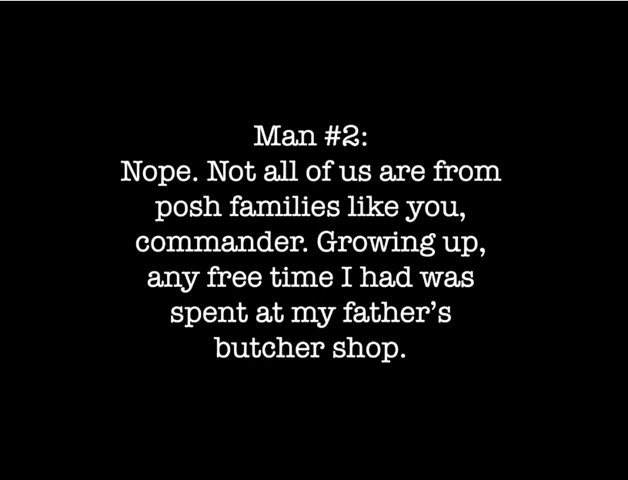 Man #2:
Nope. Not all of us are from
posh families like you,
commander. Growing up,
any free time I had was
spent at my father’s
butcher shop.